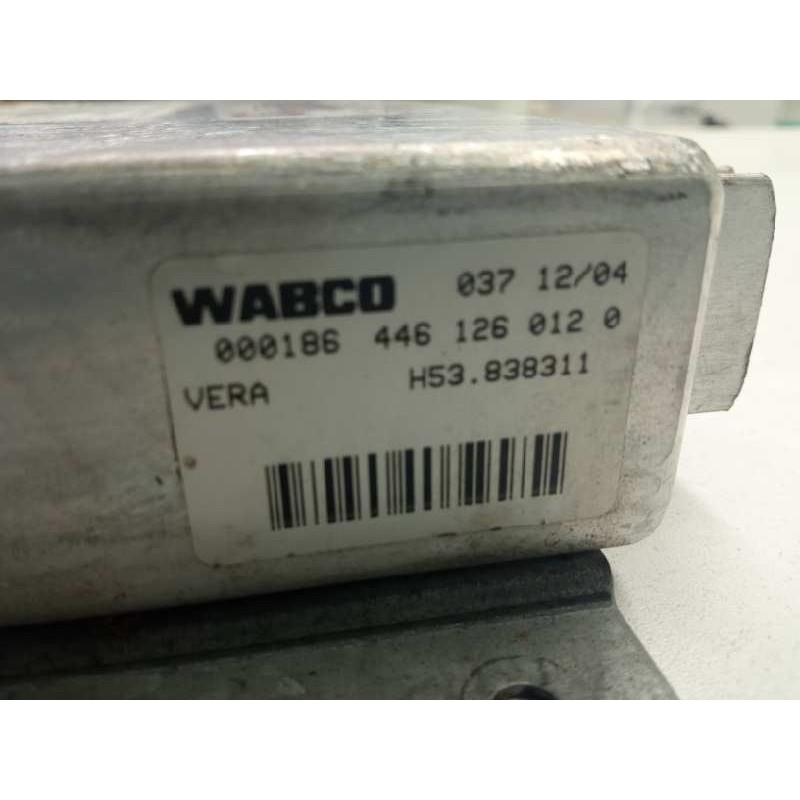 WABCO 037 12/04
000186 446 126 012 0
VERA H53.838311